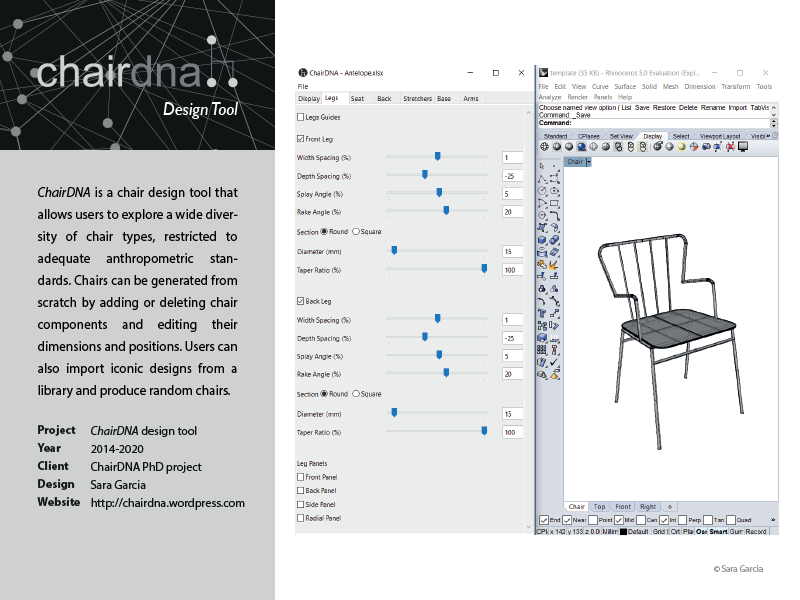 chairdna
Design Tool
ChairDNA is a chair design tool that
allows users to explore a wide diver-
sity of chair types, restricted to
adequate anthropometric stan-
dards. Chairs can be generated from
scratch by adding or deleting chair
components and editing their
dimensions and positions. Users can
also import iconic designs from a
library and produce random chairs.
Project ChairDNA design tool
Year 2014-2020
Client ChairDNA PhD project
Design Sara Garcia
Website http://chairdna.wordpress.com
ChairDNA - Antelope.xlsx
File
Display Legs Seat Back Stretchers Base Arms
Legs Guides
Front Leg
Width Spacing (%) 1
Depth Spacing (%) -25
Splay Angle (%) 5
Rake Angle (%) 20
Section Round Square
Diameter (mm) 15
Taper Ratio (%) 100
Back Leg
Width Spacing (%) 1
Depth Spacing (%) -25
Splay Angle (%) 5
Rake Angle (%) 20
Section Round Square
Diameter (mm) 15
Taper Ratio (%) 100
Leg Panels
Front Panel
Back Panel
Side Panel
Radial Panel
template (35 KB) - Rhinoceros 5.0 Evaluation (Expi...
File Edit View Curve Surface Solid Mesh Dimension Transform Tools
Analyze Render Panels Help
Choose named view option ( List Save Restore Delete Rename Import TabVis
Command: _Save
Command:
Standard CPlanes Set View Display Select Viewport Layout Visibi »
Chair
Chair Top Front Right
End Near Point Mid Cen Int Perp Tan Quad »
CPl x 142 y 133 z 0.0 Millim Default Grid S Ort Pla Osn Smart Gum Record
© Sara Garcia